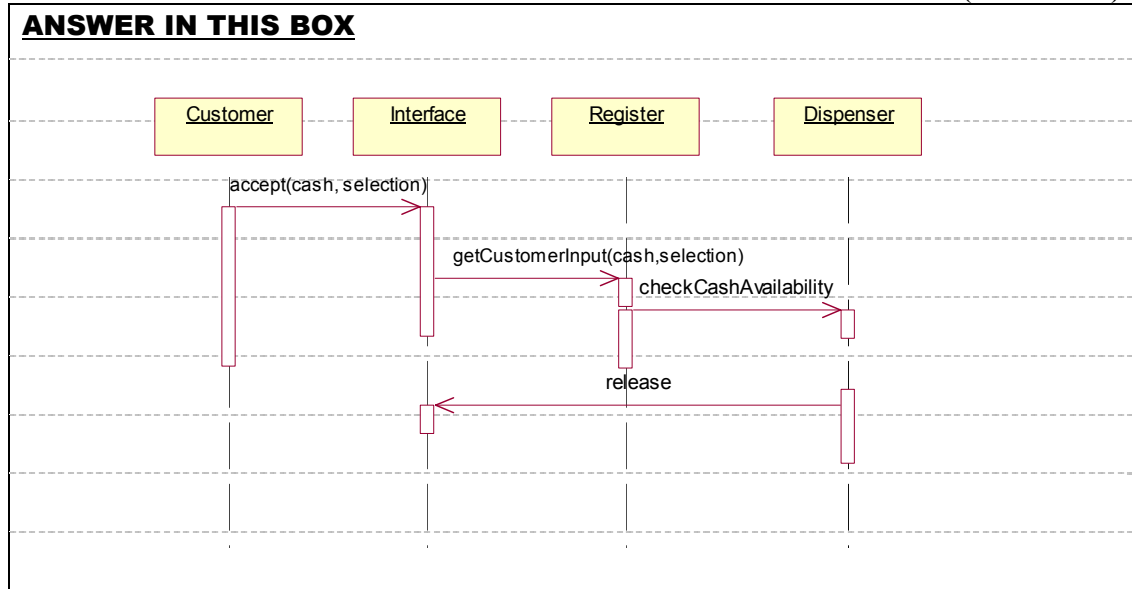 ANSWER IN THIS BOX
Customer Interface Register Dispenser
accept(cash, selection)
getCustomerInput(cash,selection)
checkCashAvailability
release